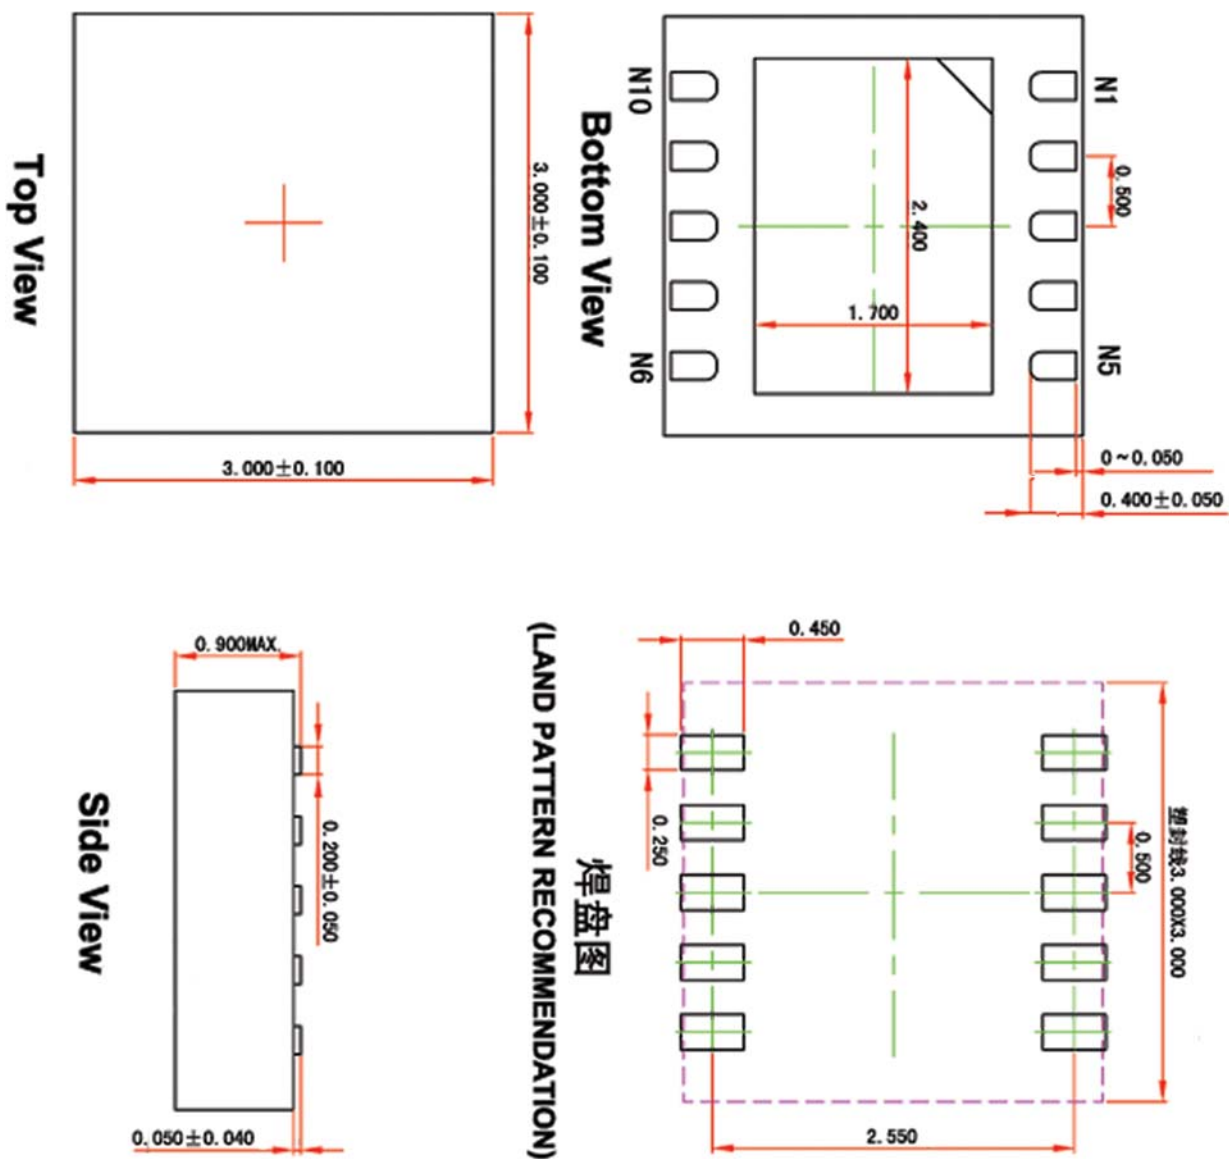 Top View
3.000±0.100
3.000±0.100
Bottom View
N10
N6
N1
N5
0.500
2.400
1.700
0~0.050
0.400±0.050
Side View
0.900MAX.
0.200±0.050
0.050±0.040
焊盘图
(LAND PATTERN RECOMMENDATION)
0.450
0.250
0.500
塑封线3.000X3.000
2.550